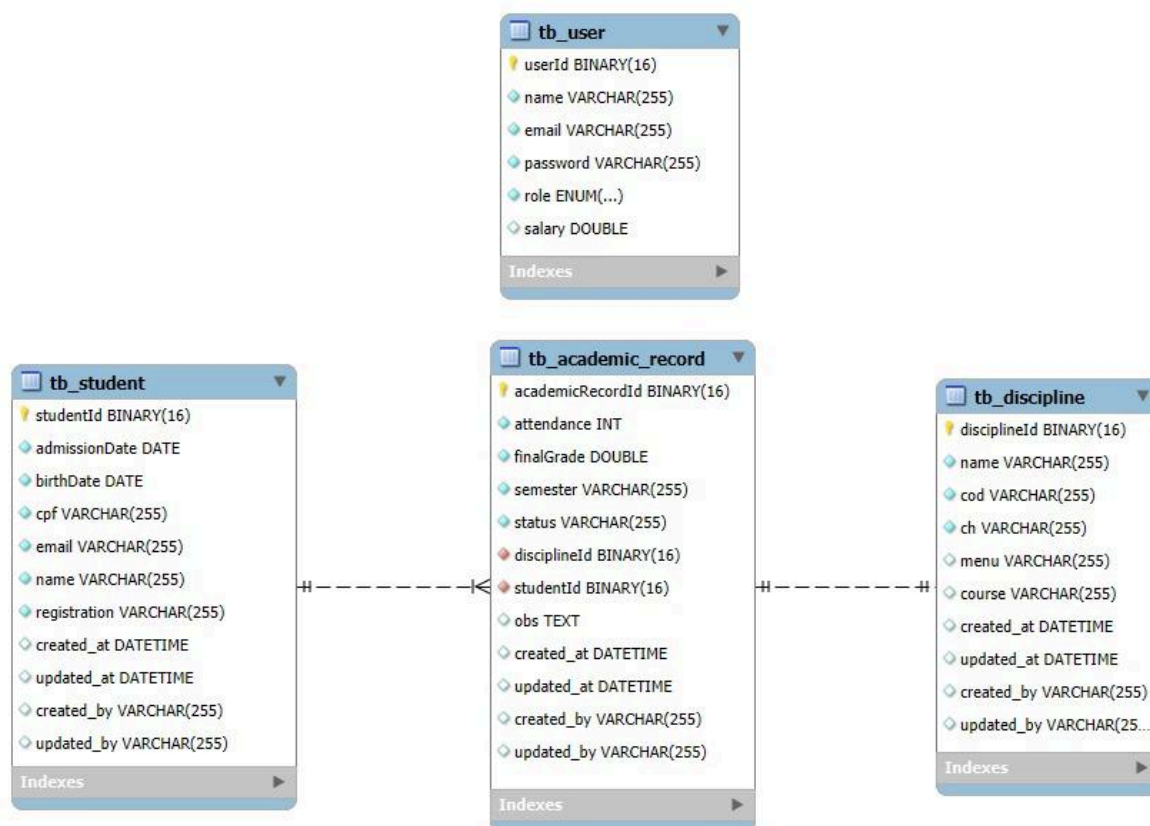 tb_user
userId BINARY(16)
name VARCHAR(255)
email VARCHAR(255)
password VARCHAR(255)
role ENUM(...)
salary DOUBLE
Indexes
tb_student
studentId BINARY(16)
admissionDate DATE
birthDate DATE
cpf VARCHAR(255)
email VARCHAR(255)
name VARCHAR(255)
registration VARCHAR(255)
created_at DATETIME
updated_at DATETIME
created_by VARCHAR(255)
updated_by VARCHAR(255)
Indexes
tb_academic_record
academicRecordId BINARY(16)
attendance INT
finalGrade DOUBLE
semester VARCHAR(255)
status VARCHAR(255)
disciplineId BINARY(16)
studentId BINARY(16)
obs TEXT
created_at DATETIME
updated_at DATETIME
created_by VARCHAR(255)
updated_by VARCHAR(255)
Indexes
tb_discipline
disciplineId BINARY(16)
name VARCHAR(255)
cod VARCHAR(255)
ch VARCHAR(255)
menu VARCHAR(255)
course VARCHAR(255)
created_at DATETIME
updated_at DATETIME
created_by VARCHAR(255)
updated_by VARCHAR(25...
Indexes